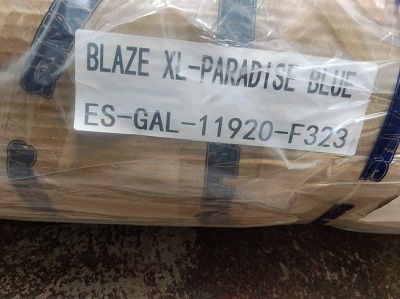 BLAZE XL-PARADISE BLUE
ES-GAL-11920-F323